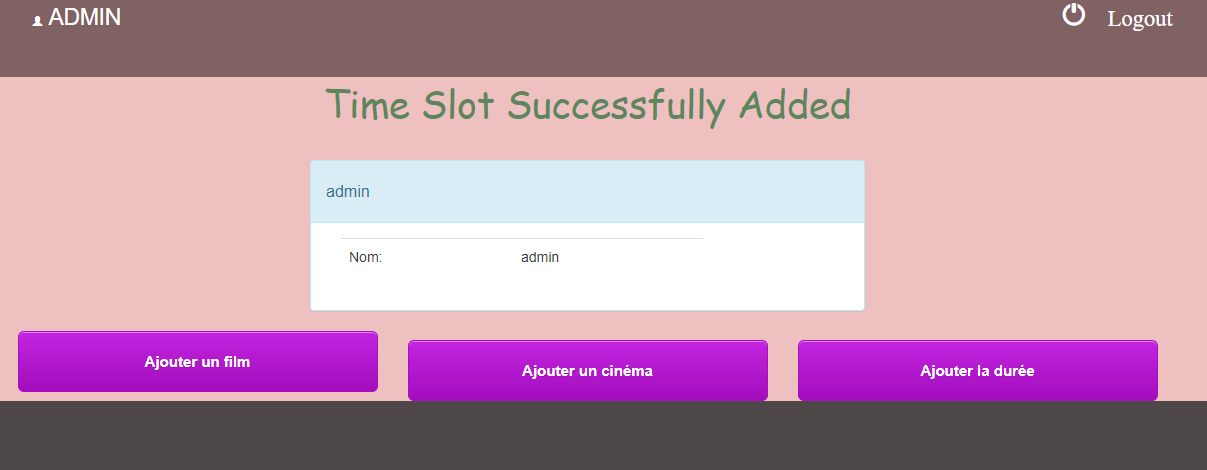 ADMIN
Logout
Time Slot Successfully Added
admin
Nom: admin
Ajouter un film
Ajouter un cinéma
Ajouter la durée